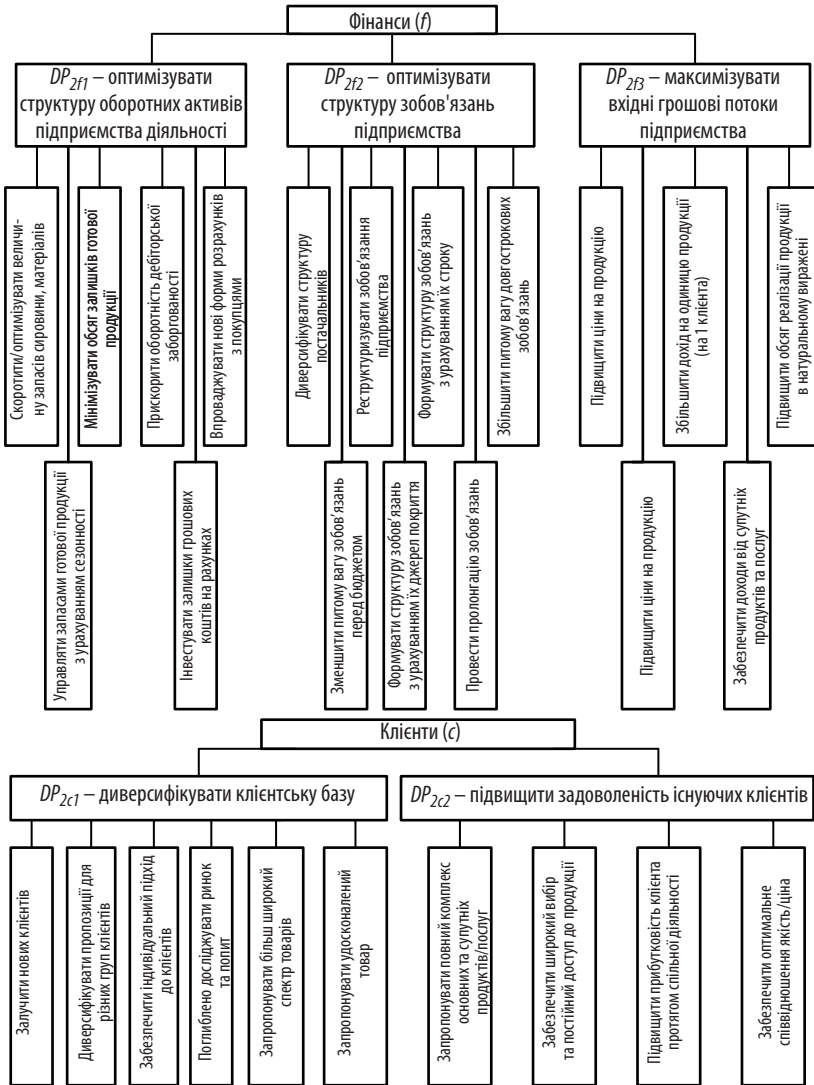 Фінанси (f)
DP2f1 – оптимізувати
структуру оборотних активів
підприємства діяльності
DP2f2 – оптимізувати
структуру зобов'язань
підприємства
DP2f3 – максимізувати
вхідні грошові потоки
підприємства
Скоротити/оптимізувати величи-
ну запасів сировини, матеріалів
Мінімізувати обсяг залишків готової
продукції
Прискорити оборотність дебіторської
заборгованості
Впроваджувати нові форми розрахунків
з покупцями
Диверсифікувати структуру
постачальників
Реструктуризувати зобов'язання
підприємства
Формувати структуру зобов'язань
з урахуванням їх строку
Збільшити питому вагу довгострокових
зобов'язань
Підвищити ціни на продукцію
Збільшити дохід на одиницю продукції
(на 1 клієнта)
Підвищити обсяг реалізації продукції
в натуральному виражені
Управляти запасами готової продукції
з урахуванням сезонності
Інвестувати залишки грошових
коштів на рахунках
Зменшити питому вагу зобов'язань
перед бюджетом
Формувати структуру зобов'язань
з урахуванням їх джерел покриття
Провести пролонгацію зобов'язань
Підвищити ціни на продукцію
Забезпечити доходи від супутніх
продуктів та послуг
Клієнти (c)
DP2c1 – диверсифікувати клієнтську базу
DP2c2 – підвищити задоволеність існуючих клієнтів
Залучити нових клієнтів
Диверсифікувати пропозиції для
різних груп клієнтів
Забезпечити індивідуальний підхід
до клієнтів
Поглиблено досліджувати ринок
та попит
Запропонувати більш широкий
спектр товарів
Запропонувати удосконалений
товар
Запропонувати повний комплекс
основних та супутніх
продуктів/послуг
Забезпечити широкий вибір
та постійний доступ до продукції
Підвищити прибутковість клієнта
протягом спільної діяльності
Забезпечити оптимальне
співвідношення якість/ціна